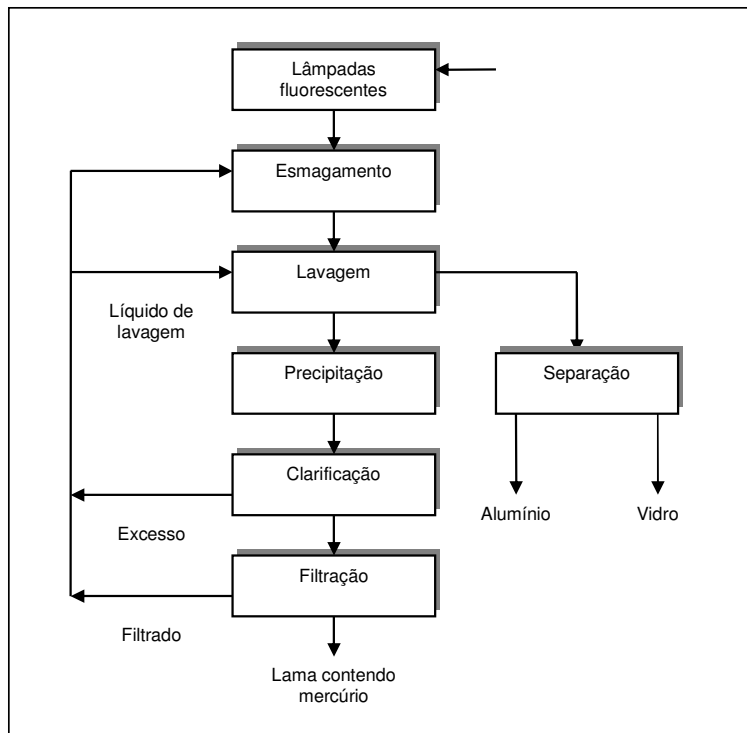 Lâmpadas
fluorescentes
Esmagamento
Lavagem
Líquido de
lavagem
Precipitação
Separação
Clarificação
Alumínio
Vidro
Excesso
Filtração
Filtrado
Lama contendo
mercúrio